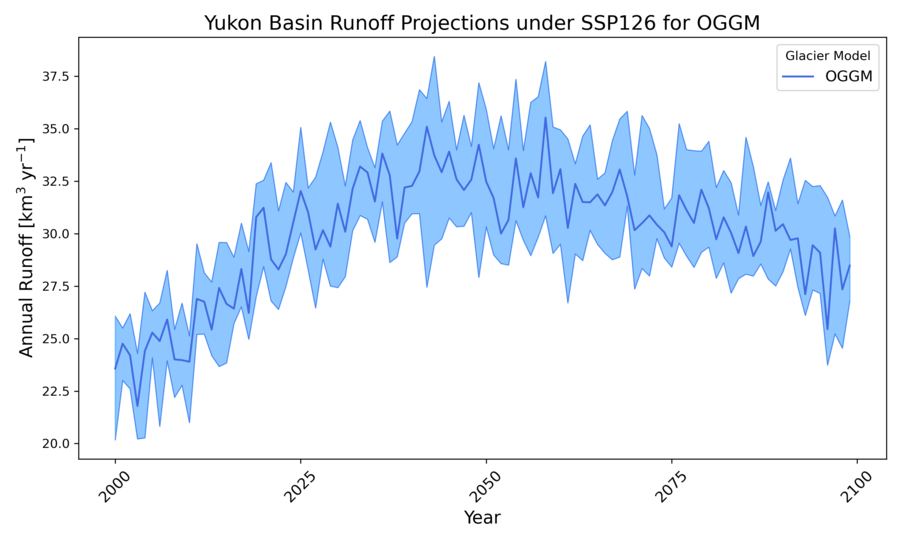 Yukon Basin Runoff Projections under SSP126 for OGGM
Glacier Model
OGGM
Annual Runoff [km³ yr⁻¹]
37.5
35.0
32.5
30.0
27.5
25.0
22.5
20.0
2000
2025
2050
2075
2100
Year